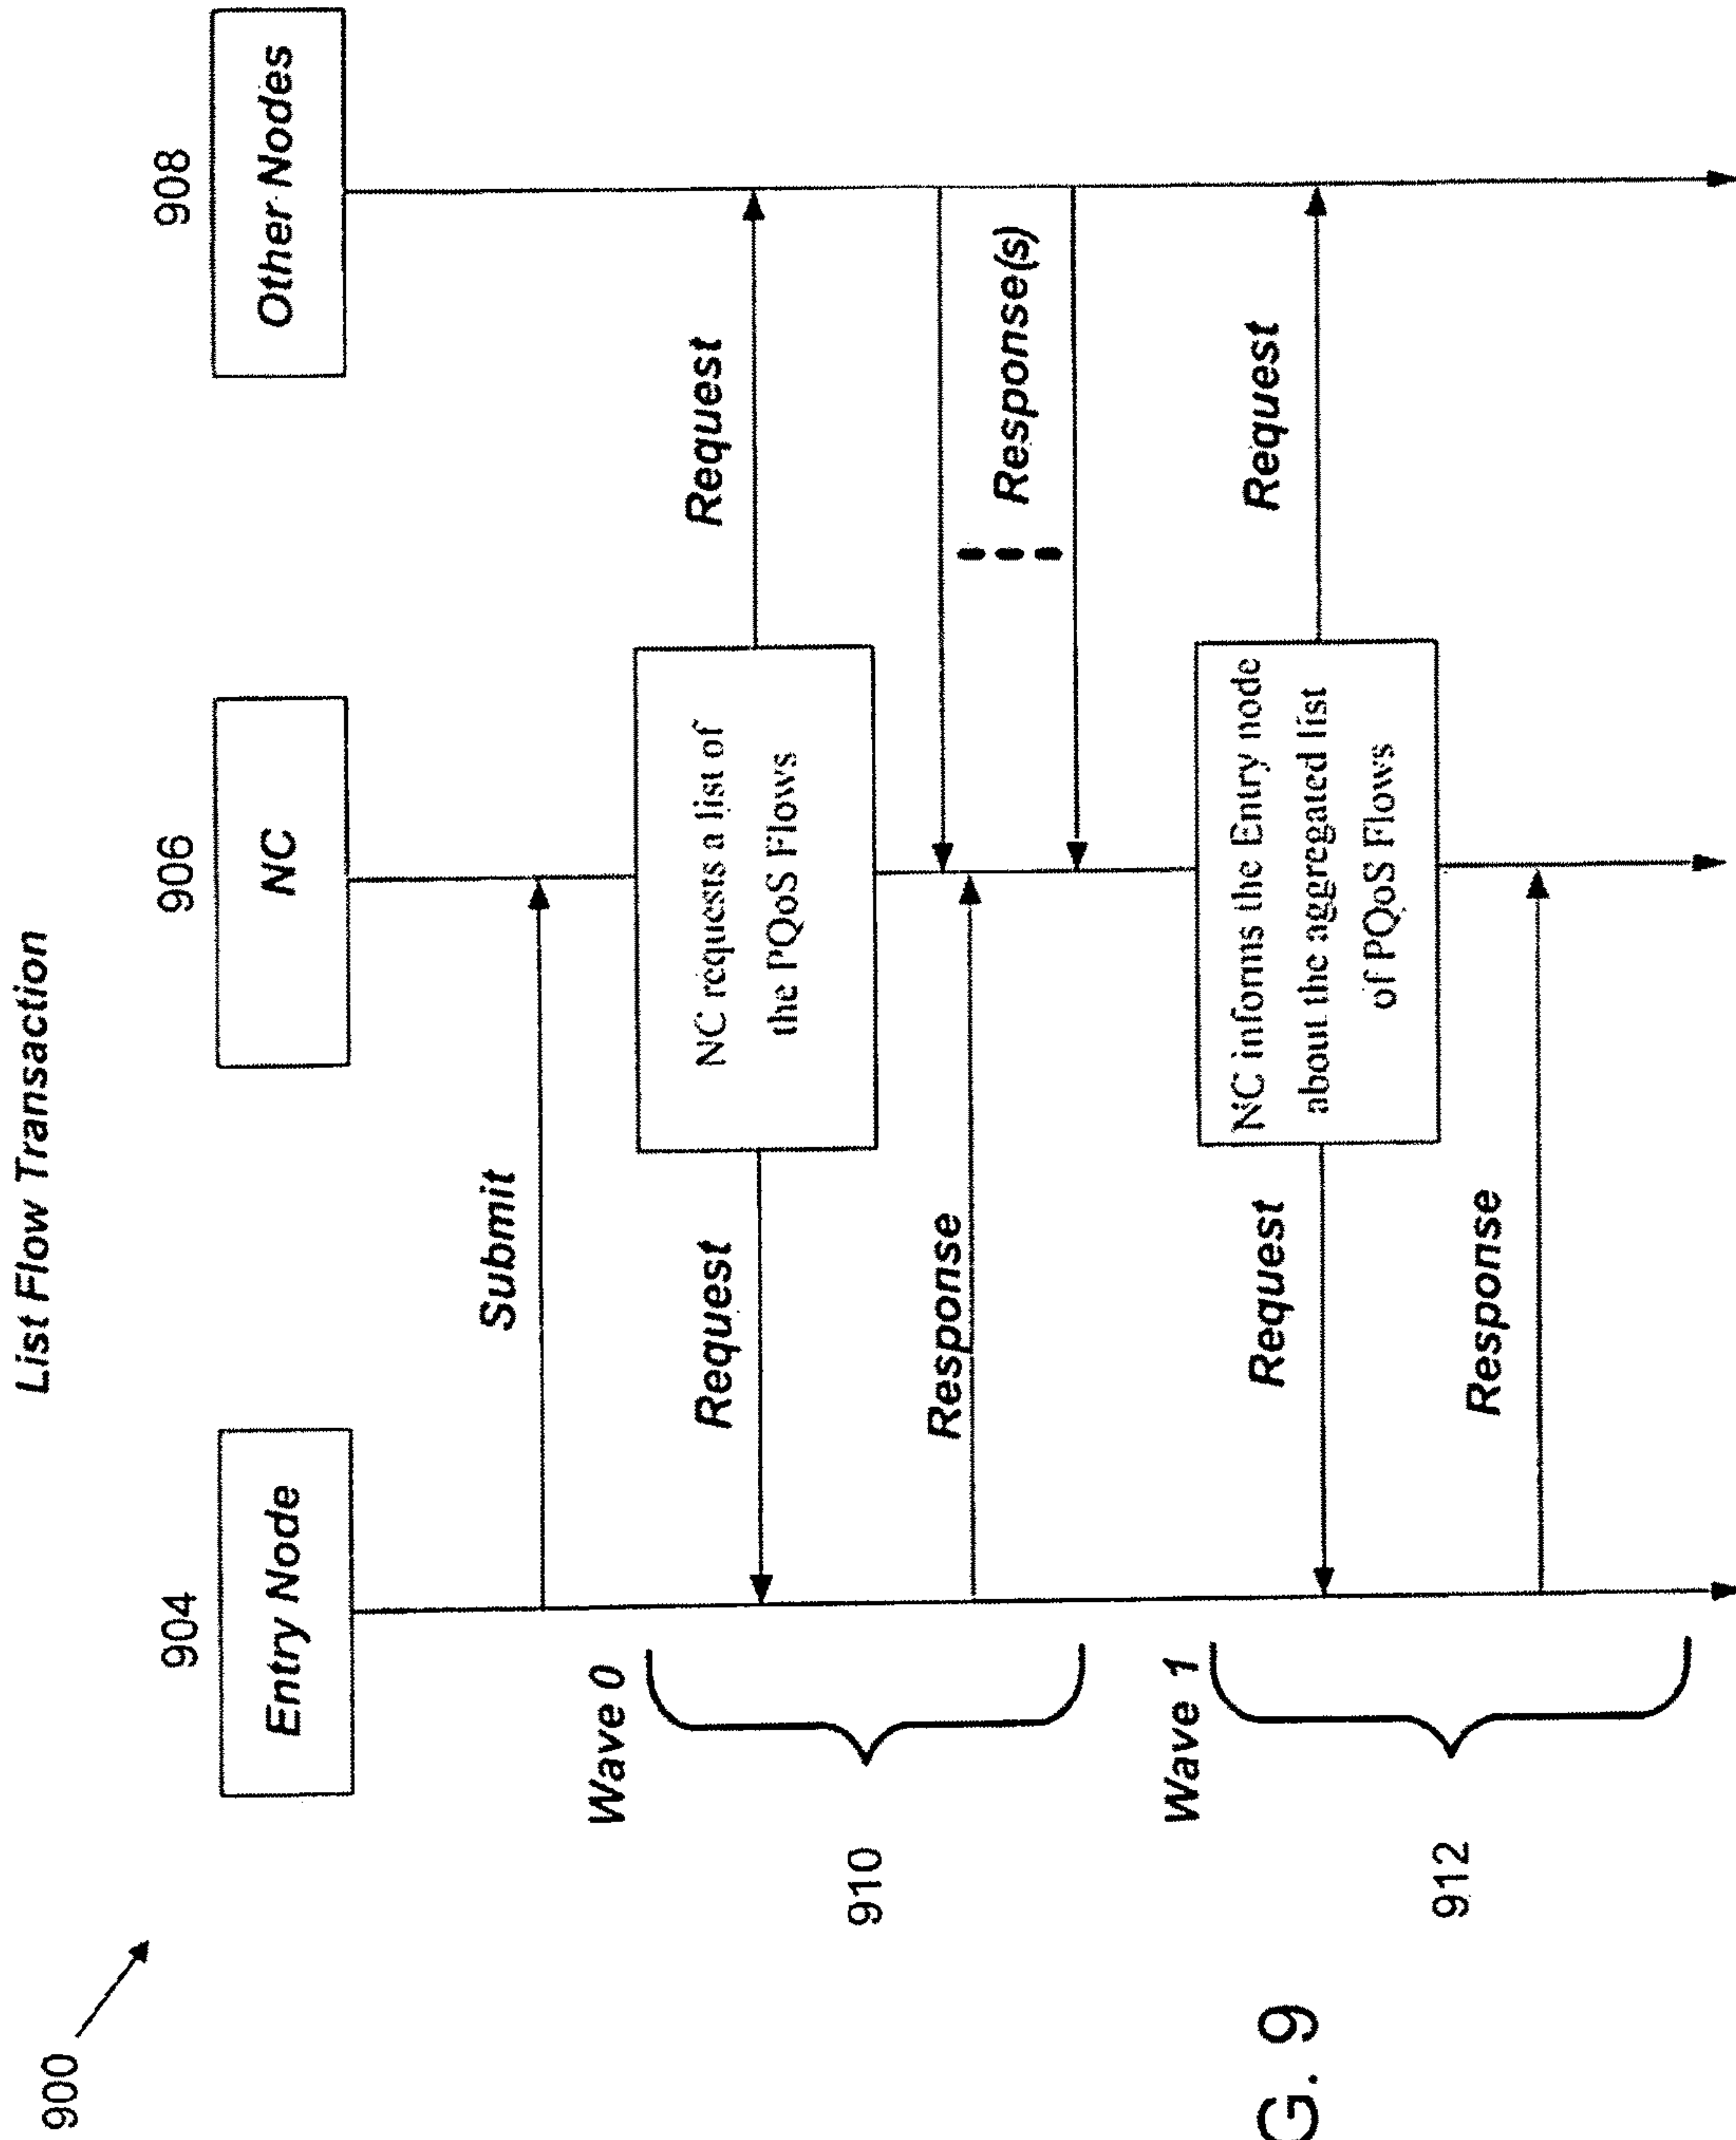 900
List Flow Transaction
904
906
908
Entry Node
NC
Other Nodes
Submit
Wave 0
910
Request
NC requests a list of
the PQoS Flows
Request
Response
Response(s)
Wave 1
912
Request
NC informs the Entry node
about the aggregated list
of PQoS Flows
Request
Response
G. 9